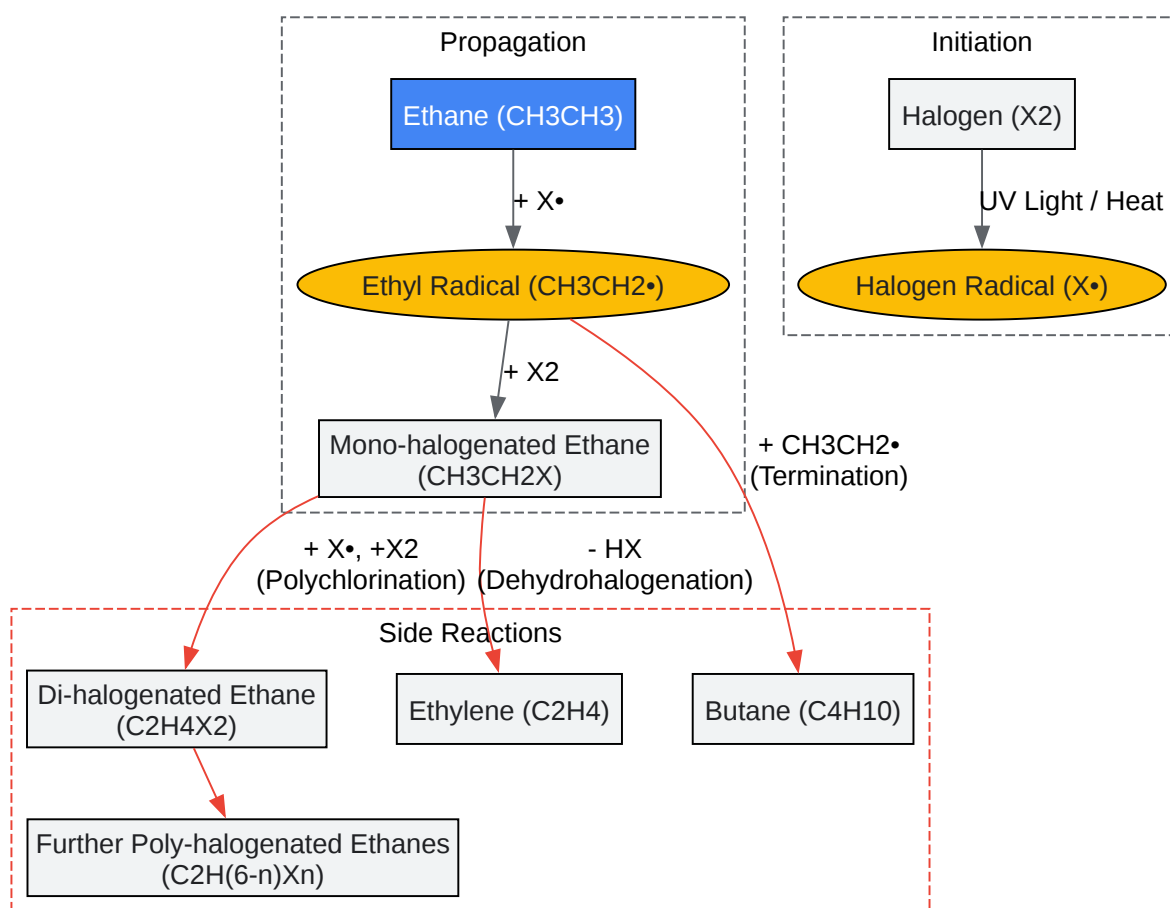 Propagation
Initiation
Ethane (CH3CH3)
Halogen (X2)
+ X•
UV Light / Heat
Ethyl Radical (CH3CH2•)
Halogen Radical (X•)
+ X2
Mono-halogenated Ethane
(CH3CH2X)
+ CH3CH2•
(Termination)
+ X•, +X2
(Polychlorination)
- HX
(Dehydrohalogenation)
Side Reactions
Di-halogenated Ethane
(C2H4X2)
Ethylene (C2H4)
Butane (C4H10)
Further Poly-halogenated Ethanes
(C2H(6-n)Xn)